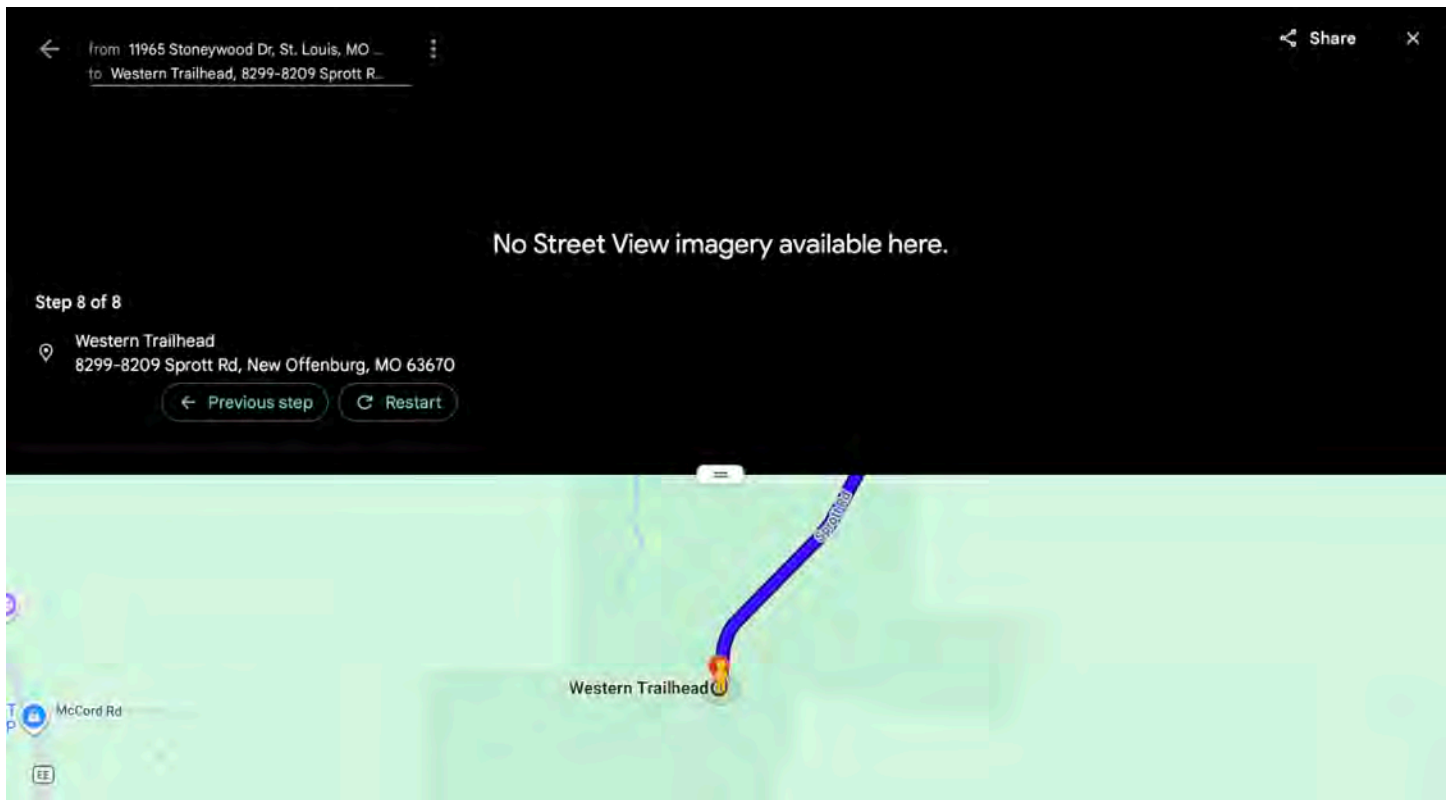 from 11965 Stoneywood Dr, St. Louis, MO ...
to Western Trailhead, 8299-8209 Sprott R...
Share
No Street View imagery available here.
Step 8 of 8
Western Trailhead
8299-8209 Sprott Rd, New Offenburg, MO 63670
Previous step
Restart
Sprott Rd
Western Trailhead
McCord Rd
T
P
EE